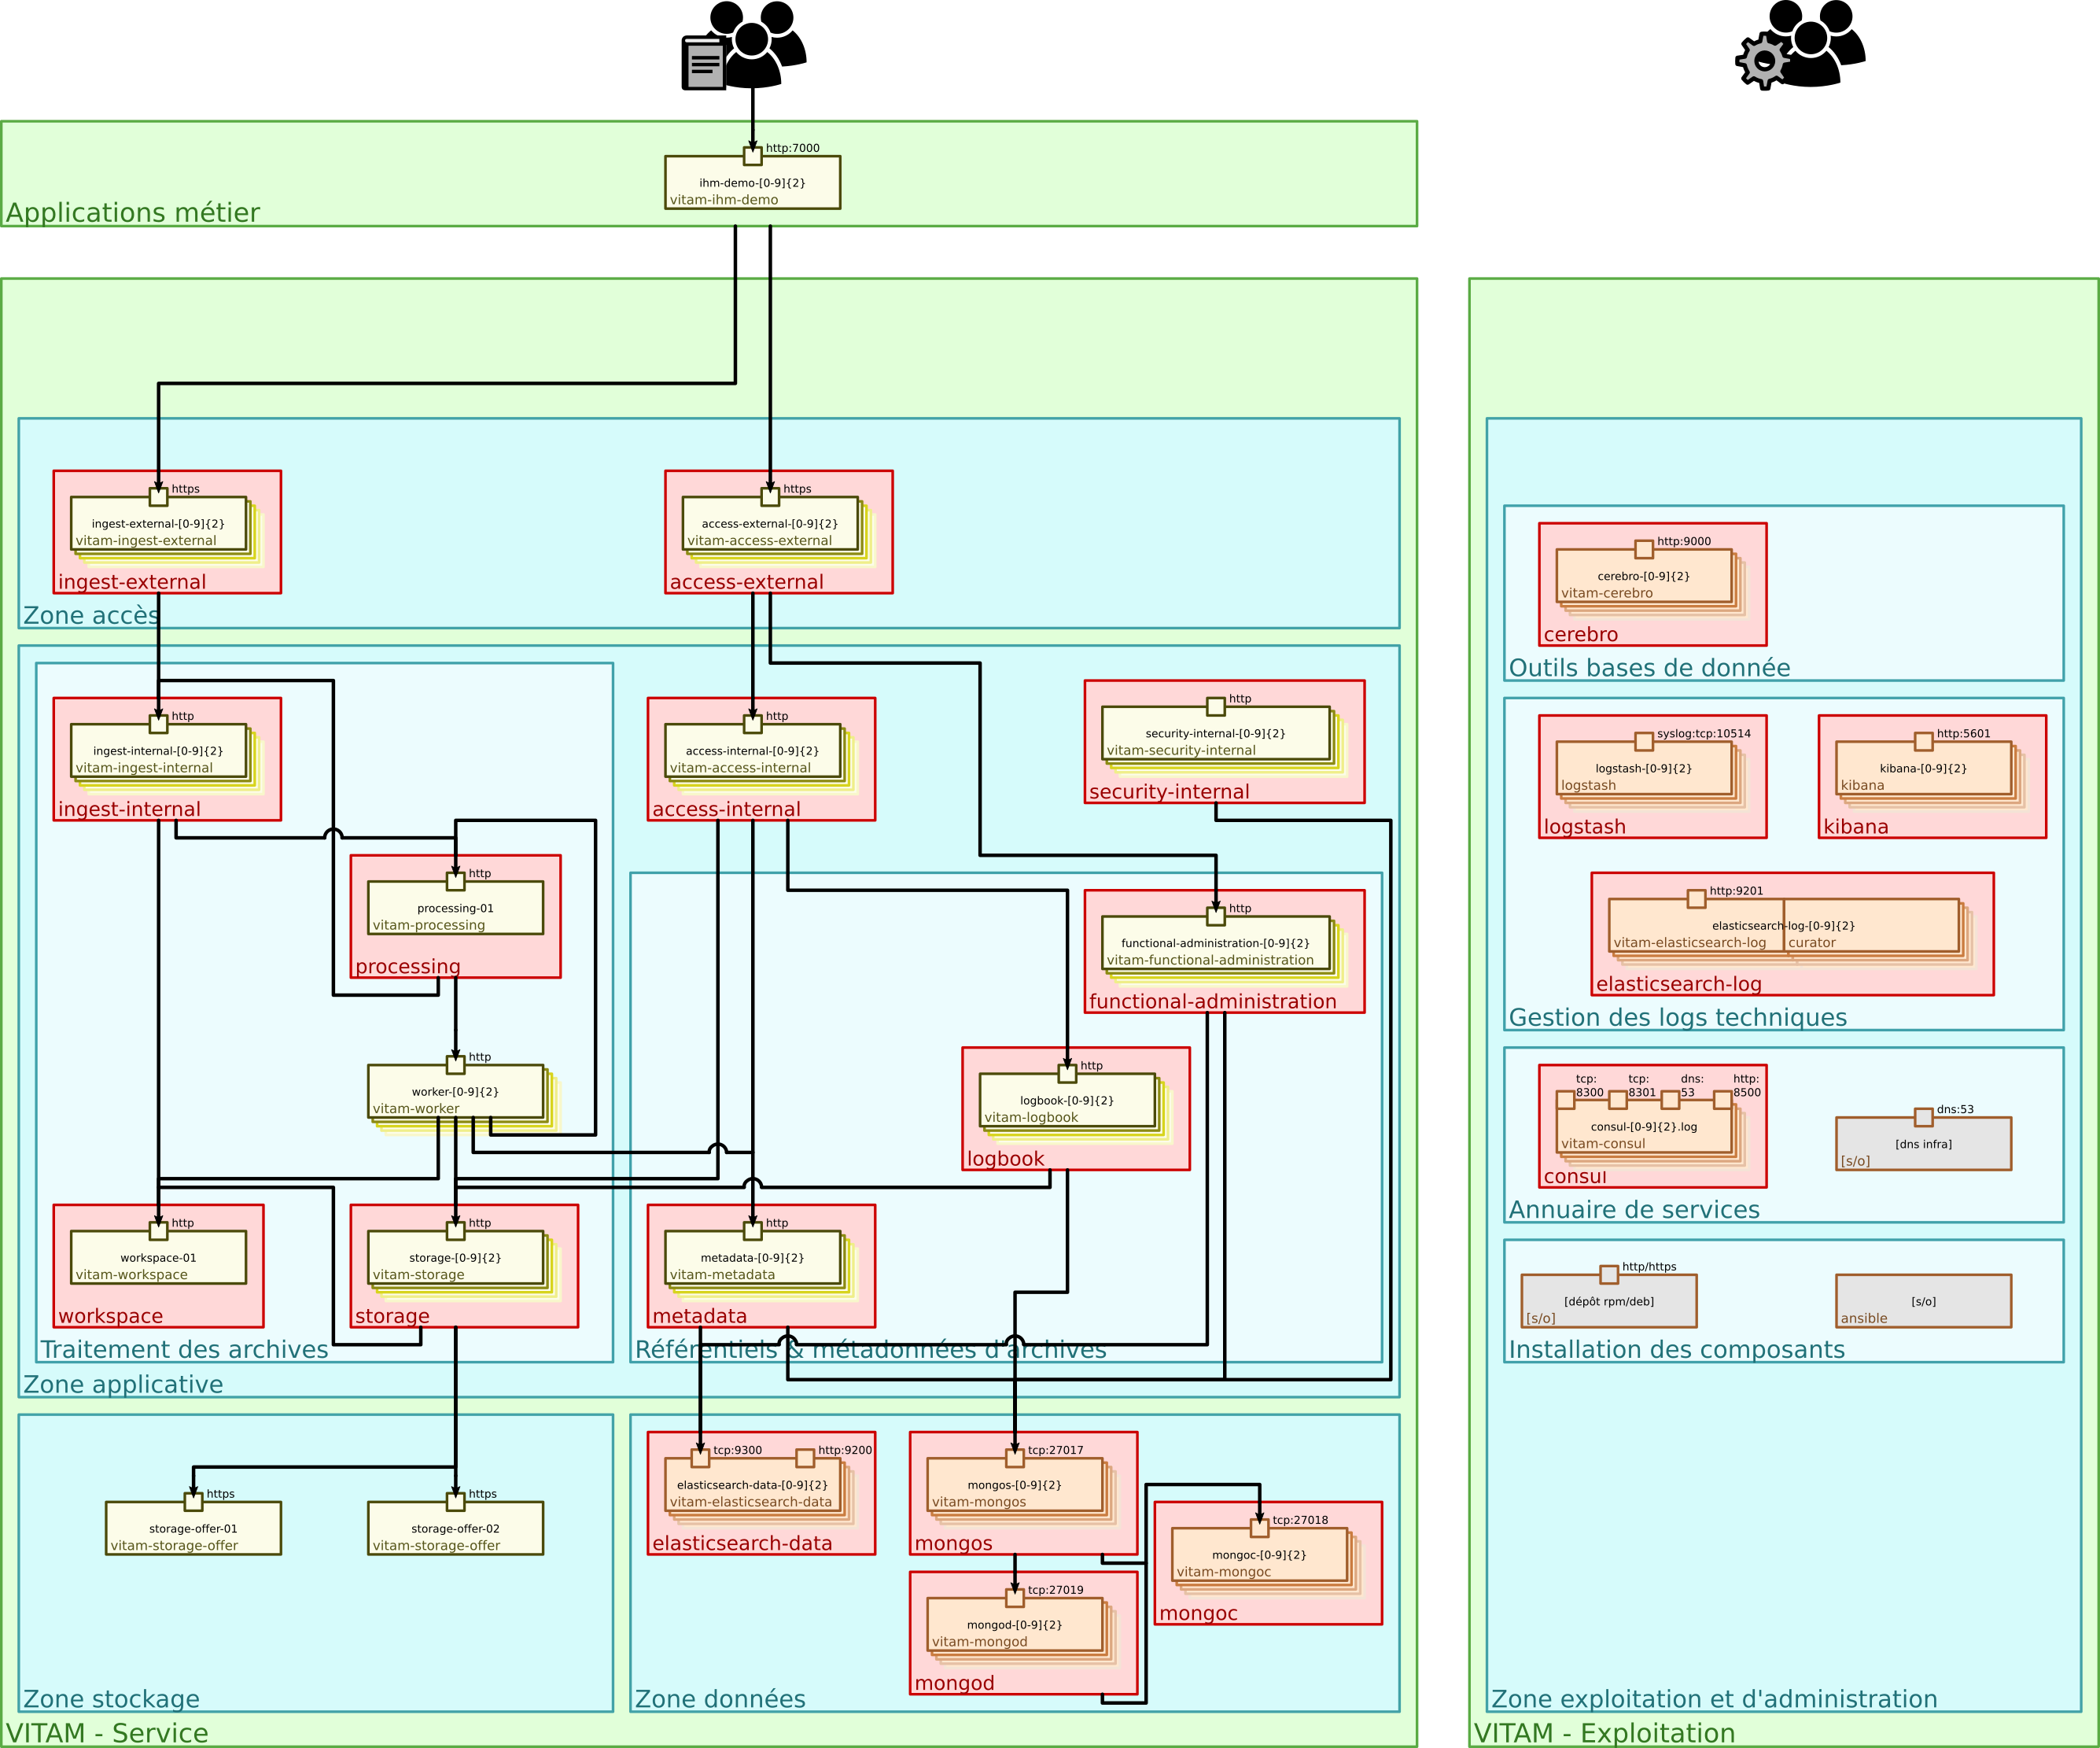 http:7000
ihm-demo-[0-9]{2}
vitam-ihm-demo
Applications métier
https
ingest-external-[0-9]{2}
vitam-ingest-external
ingest-external
https
access-external-[0-9]{2}
vitam-access-external
access-external
Zone accès
http
ingest-internal-[0-9]{2}
vitam-ingest-internal
ingest-internal
http
access-internal-[0-9]{2}
vitam-access-internal
access-internal
http
security-internal-[0-9]{2}
vitam-security-internal
security-internal
http
processing-01
vitam-processing
processing
http
functional-administration-[0-9]{2}
vitam-functional-administration
functional-administration
http
worker-[0-9]{2}
vitam-worker
http
logbook-[0-9]{2}
vitam-logbook
logbook
http
workspace-01
vitam-workspace
workspace
http
storage-[0-9]{2}
vitam-storage
storage
http
metadata-[0-9]{2}
vitam-metadata
metadata
Traitement des archives
Référentiels & métadonnées d'archives
Zone applicative
https
storage-offer-01
vitam-storage-offer
https
storage-offer-02
vitam-storage-offer
Zone stockage
tcp:9300
http:9200
elasticsearch-data-[0-9]{2}
vitam-elasticsearch-data
elasticsearch-data
tcp:27017
mongos-[0-9]{2}
vitam-mongos
mongos
tcp:27018
mongoc-[0-9]{2}
vitam-mongoc
mongoc
tcp:27019
mongod-[0-9]{2}
vitam-mongod
mongod
Zone données
VITAM - Service
http:9000
cerebro-[0-9]{2}
vitam-cerebro
cerebro
Outils bases de donnée
syslog:tcp:10514
logstash-[0-9]{2}
logstash
logstash
http:5601
kibana-[0-9]{2}
kibana
kibana
http:9201
elasticsearch-log-[0-9]{2}
vitam-elasticsearch-log
curator
elasticsearch-log
Gestion des logs techniques
tcp:
8300
tcp:
8301
dns:
53
http:
8500
consul-[0-9]{2}.log
vitam-consul
consul
dns:53
[dns infra]
[s/o]
Annuaire de services
http/https
[dépôt rpm/deb]
[s/o]
[s/o]
ansible
Installation des composants
Zone exploitation et d'administration
VITAM - Exploitation